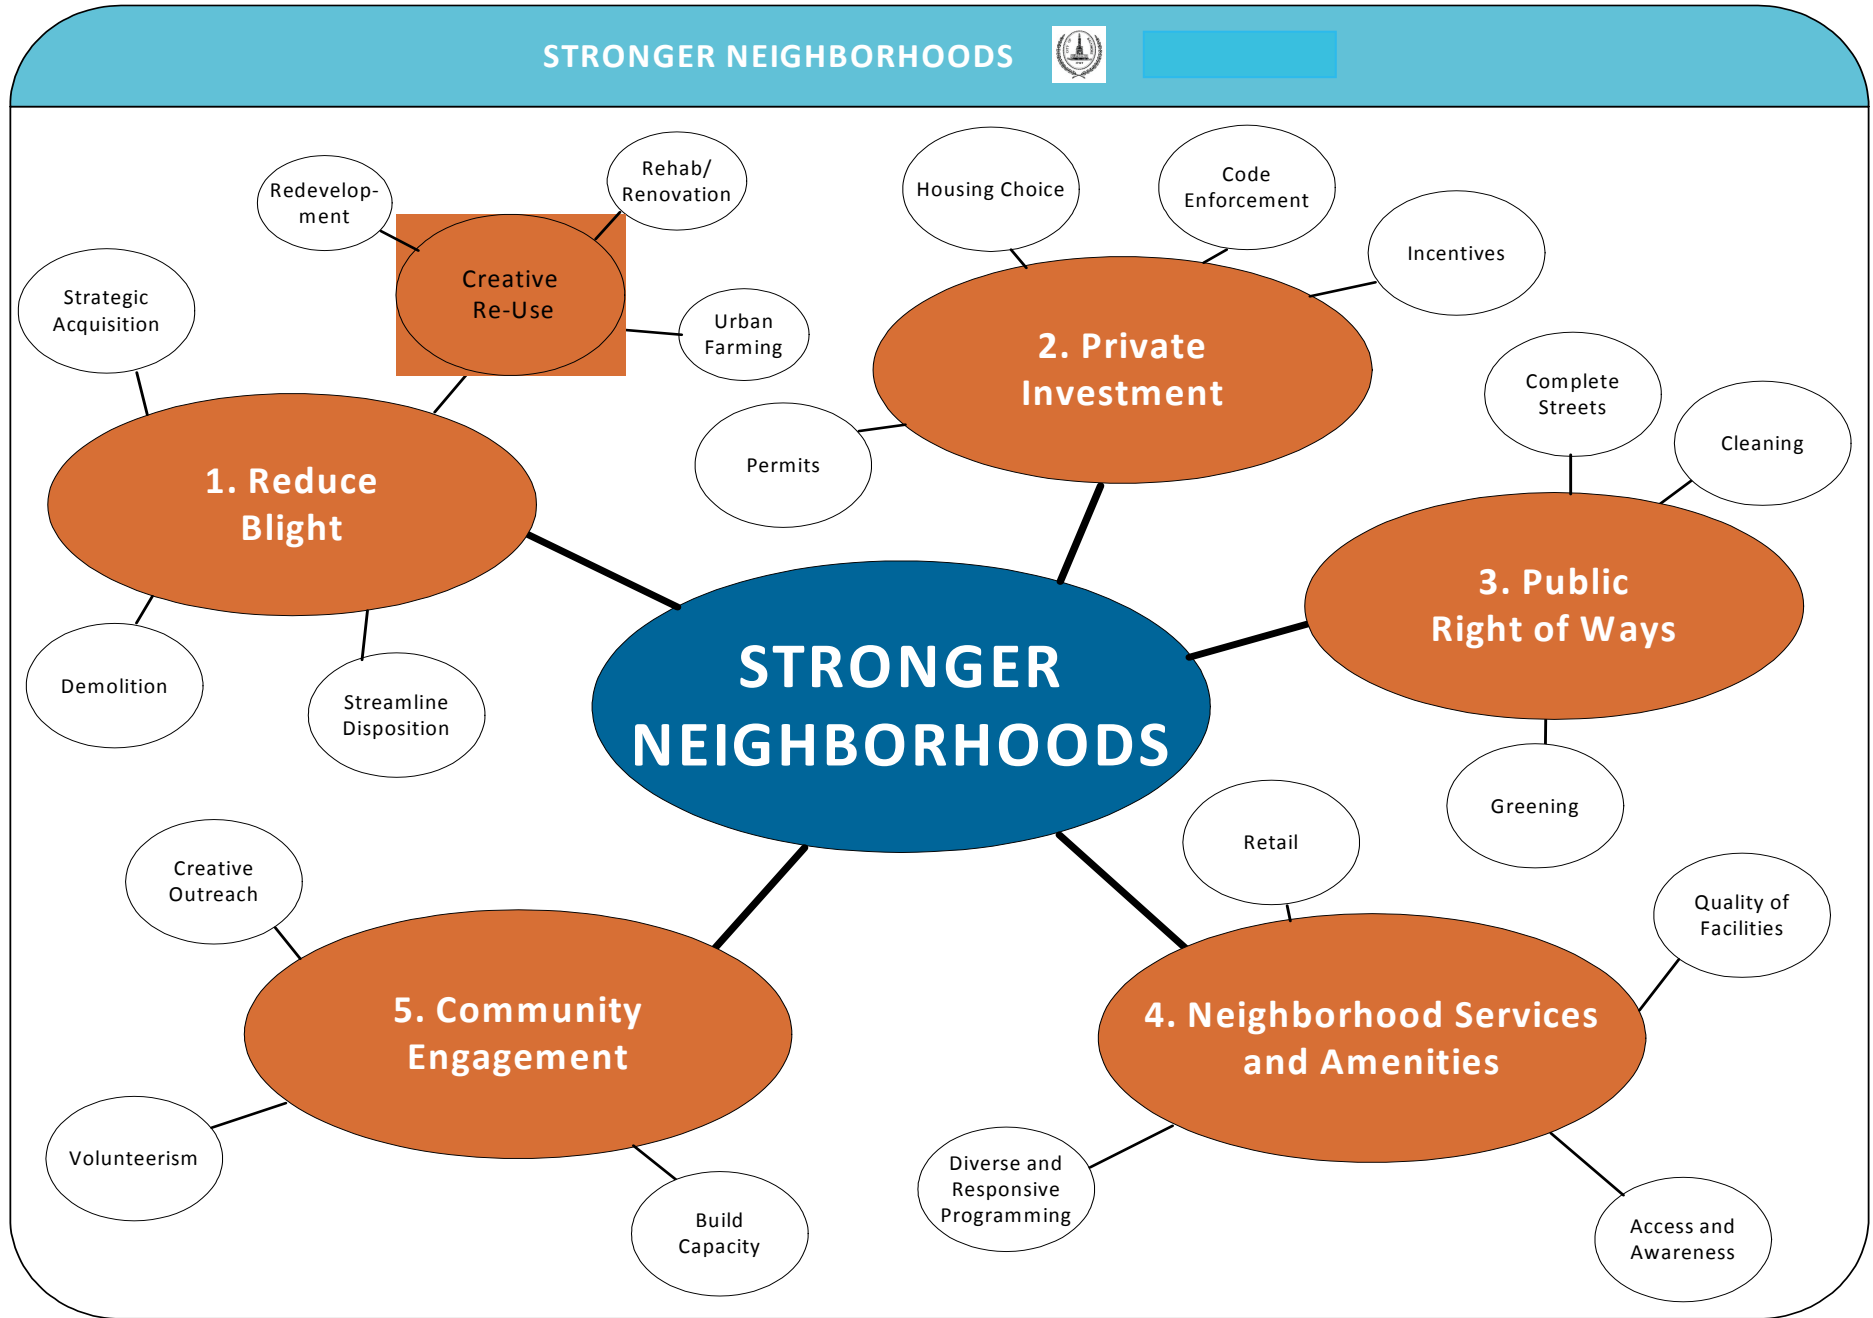 STRONGER NEIGHBORHOODS
Redevelop-
ment
Rehab/
Renovation
Creative
Re-Use
Urban
Farming
Strategic
Acquisition
1. Reduce
Blight
Demolition
Streamline
Disposition
Housing Choice
Code
Enforcement
Incentives
2. Private
Investment
Permits
Complete
Streets
Cleaning
3. Public
Right of Ways
Greening
STRONGER
NEIGHBORHOODS
Retail
Quality of
Facilities
4. Neighborhood Services
and Amenities
Diverse and
Responsive
Programming
Access and
Awareness
Creative
Outreach
5. Community
Engagement
Volunteerism
Build
Capacity